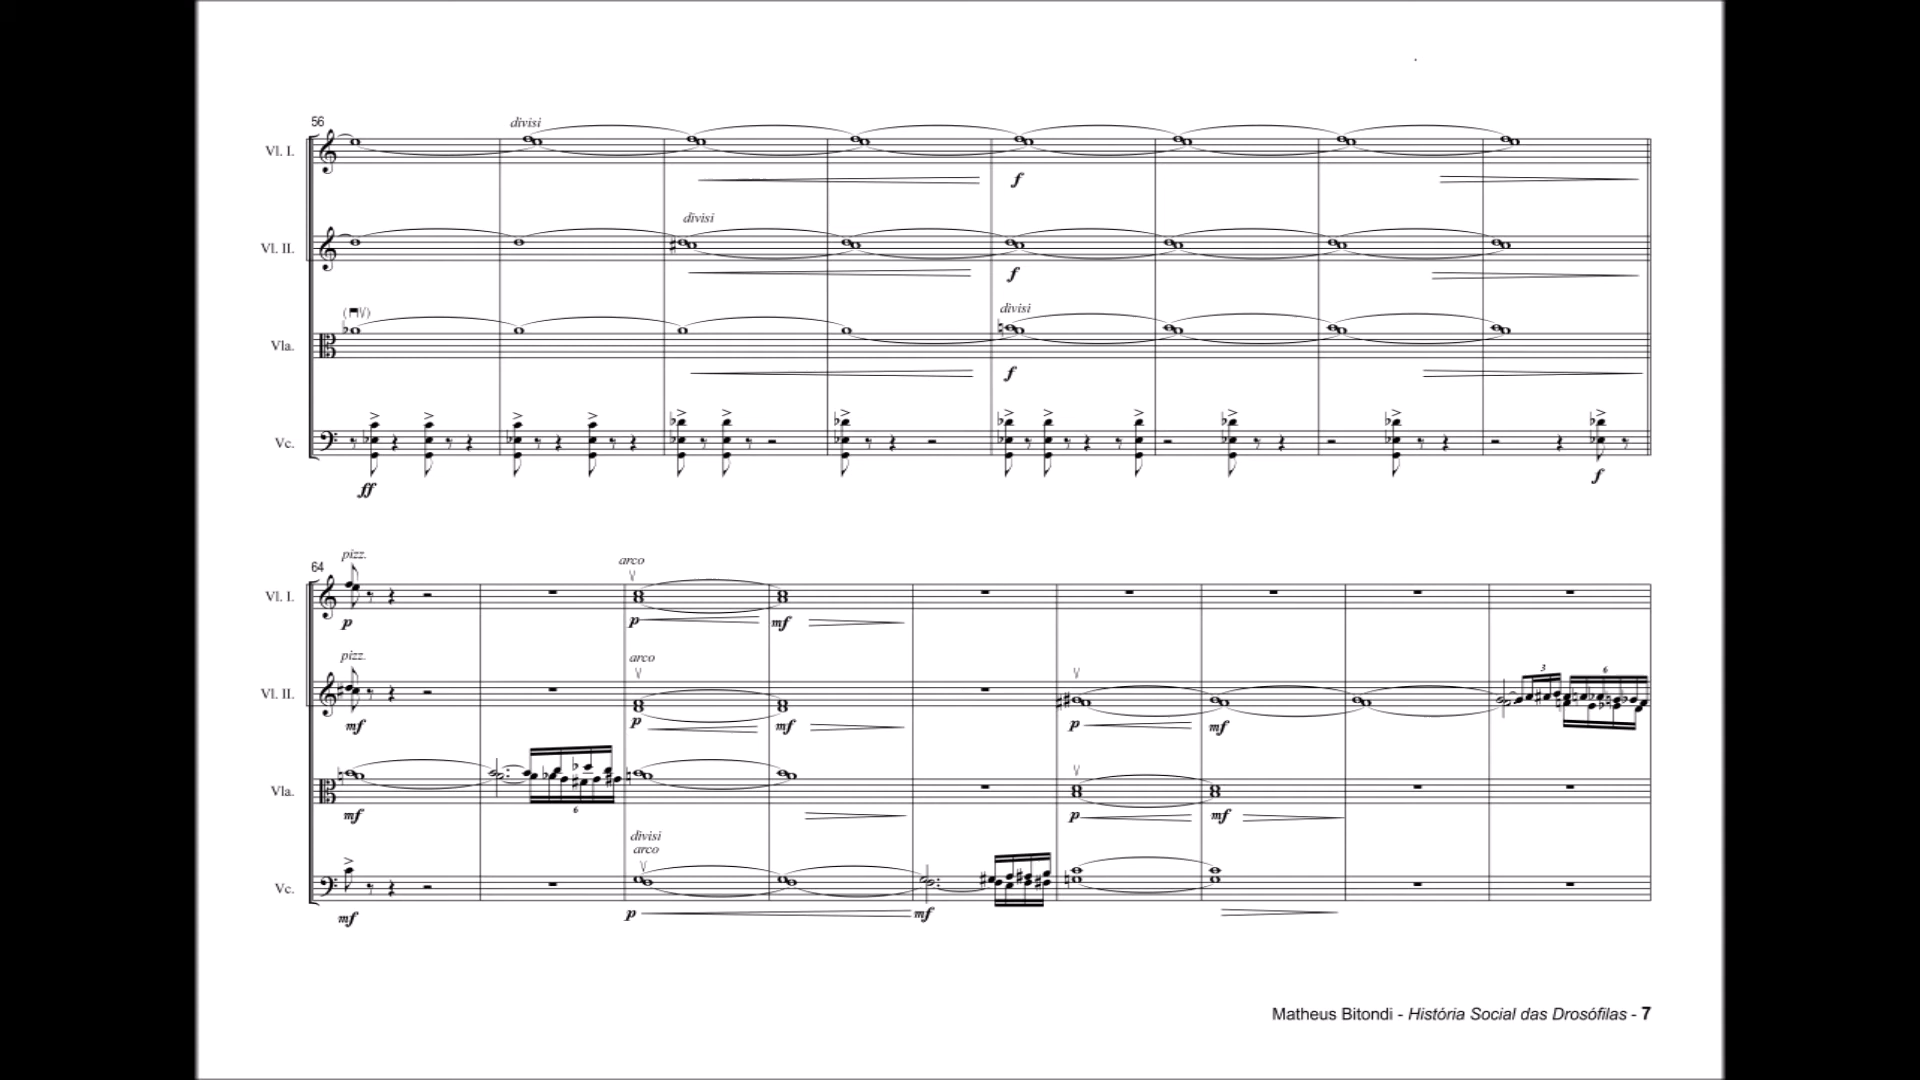 56
divisi
Vl. I.
f
divisi
Vl. II.
f
(ᴨV)
divisi
Vla.
f
Vc.
ff
f
64
pizz.
arco
Vl. I.
p
p
mf
pizz.
arco
3
6
Vl. II.
mf
p
mf
p
mf
Vla.
6
mf
p
mf
divisi
arco
Vc.
mf
p
mf
Matheus Bitondi - História Social das Drosófilas - 7